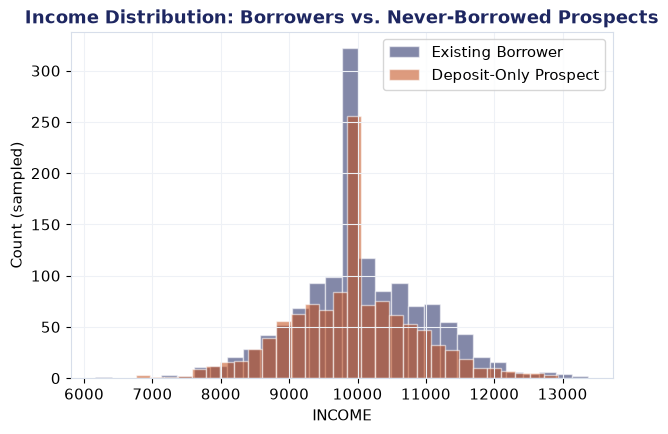 Income Distribution: Borrowers vs. Never-Borrowed Prospects
Existing Borrower
Deposit-Only Prospect
Count (sampled)
300
250
200
150
100
50
0
6000 7000 8000 9000 10000 11000 12000 13000
INCOME